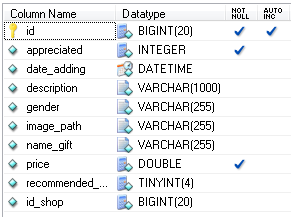 Column Name Datatype NOT NULL AUTO INC
id BIGINT(20)
appreciated INTEGER
date_adding DATETIME
description VARCHAR(1000)
gender VARCHAR(255)
image_path VARCHAR(255)
name_gift VARCHAR(255)
price DOUBLE
recommended_... TINYINT(4)
id_shop BIGINT(20)